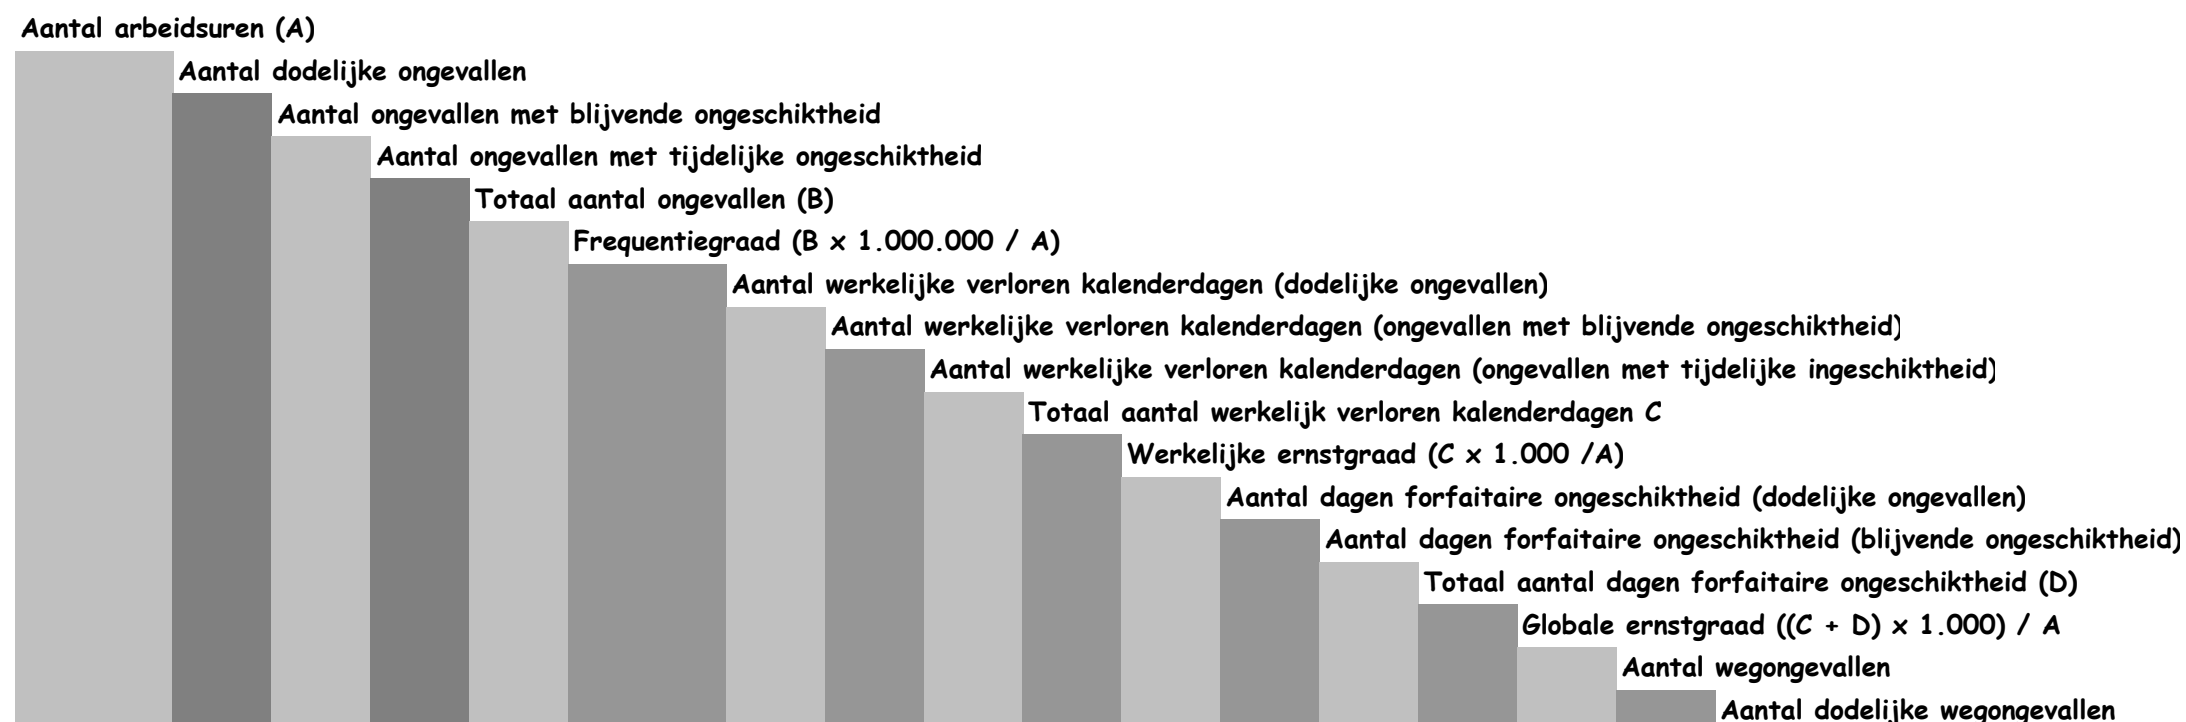 Aantal arbeidsuren (A)
Aantal dodelijke ongevallen
Aantal ongevallen met blijvende ongeschiktheid
Aantal ongevallen met tijdelijke ongeschiktheid
Totaal aantal ongevallen (B)
Frequentiegraad (B x 1.000.000 / A)
Aantal werkelijke verloren kalenderdagen (dodelijke ongevallen)
Aantal werkelijke verloren kalenderdagen (ongevallen met blijvende ongeschiktheid)
Aantal werkelijke verloren kalenderdagen (ongevallen met tijdelijke ingeschiktheid)
Totaal aantal werkelijk verloren kalenderdagen C
Werkelijke ernstgraad (C x 1.000 /A)
Aantal dagen forfaitaire ongeschiktheid (dodelijke ongevallen)
Aantal dagen forfaitaire ongeschiktheid (blijvende ongeschiktheid)
Totaal aantal dagen forfaitaire ongeschiktheid (D)
Globale ernstgraad ((C + D) x 1.000) / A
Aantal wegongevallen
Aantal dodelijke wegongevallen